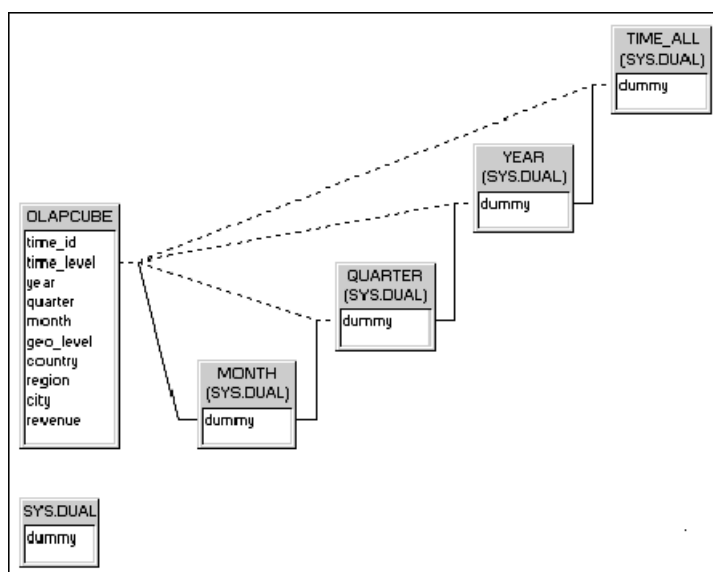 TIME_ALL
(SYS.DUAL)
dummy
YEAR
(SYS.DUAL)
dummy
OLAPCUBE
time_id
time_level
year
quarter
month
geo_level
country
region
city
revenue
QUARTER
(SYS.DUAL)
dummy
MONTH
(SYS.DUAL)
dummy
SYS.DUAL
dummy